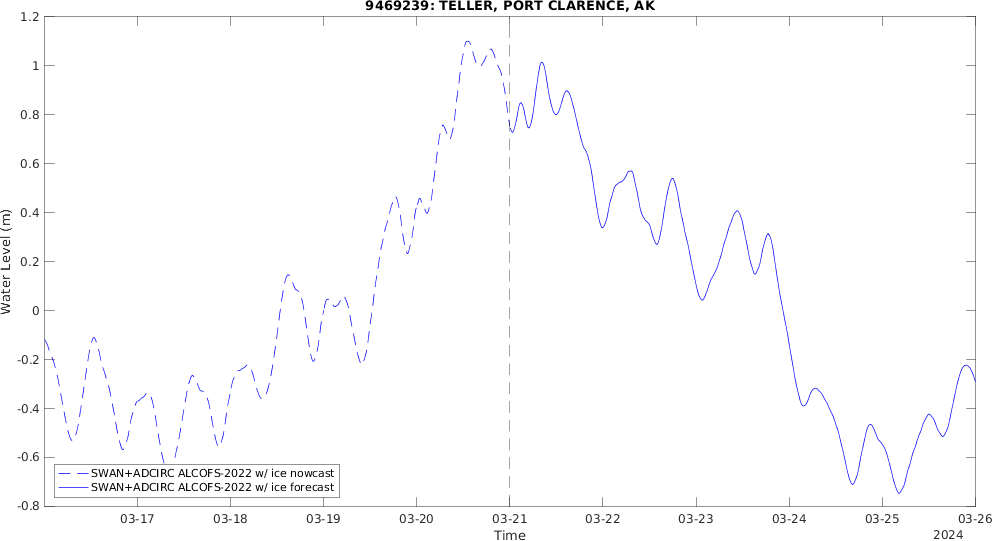 9469239: TELLER, PORT CLARENCE, AK
1.2
1
0.8
0.6
0.4
0.2
0
-0.2
-0.4
-0.6
-0.8
Water Level (m)
SWAN+ADCIRC ALCOFS-2022 w/ ice nowcast
SWAN+ADCIRC ALCOFS-2022 w/ ice forecast
03-17 03-18 03-19 03-20 03-21 03-22 03-23 03-24 03-25 03-26
Time
2024